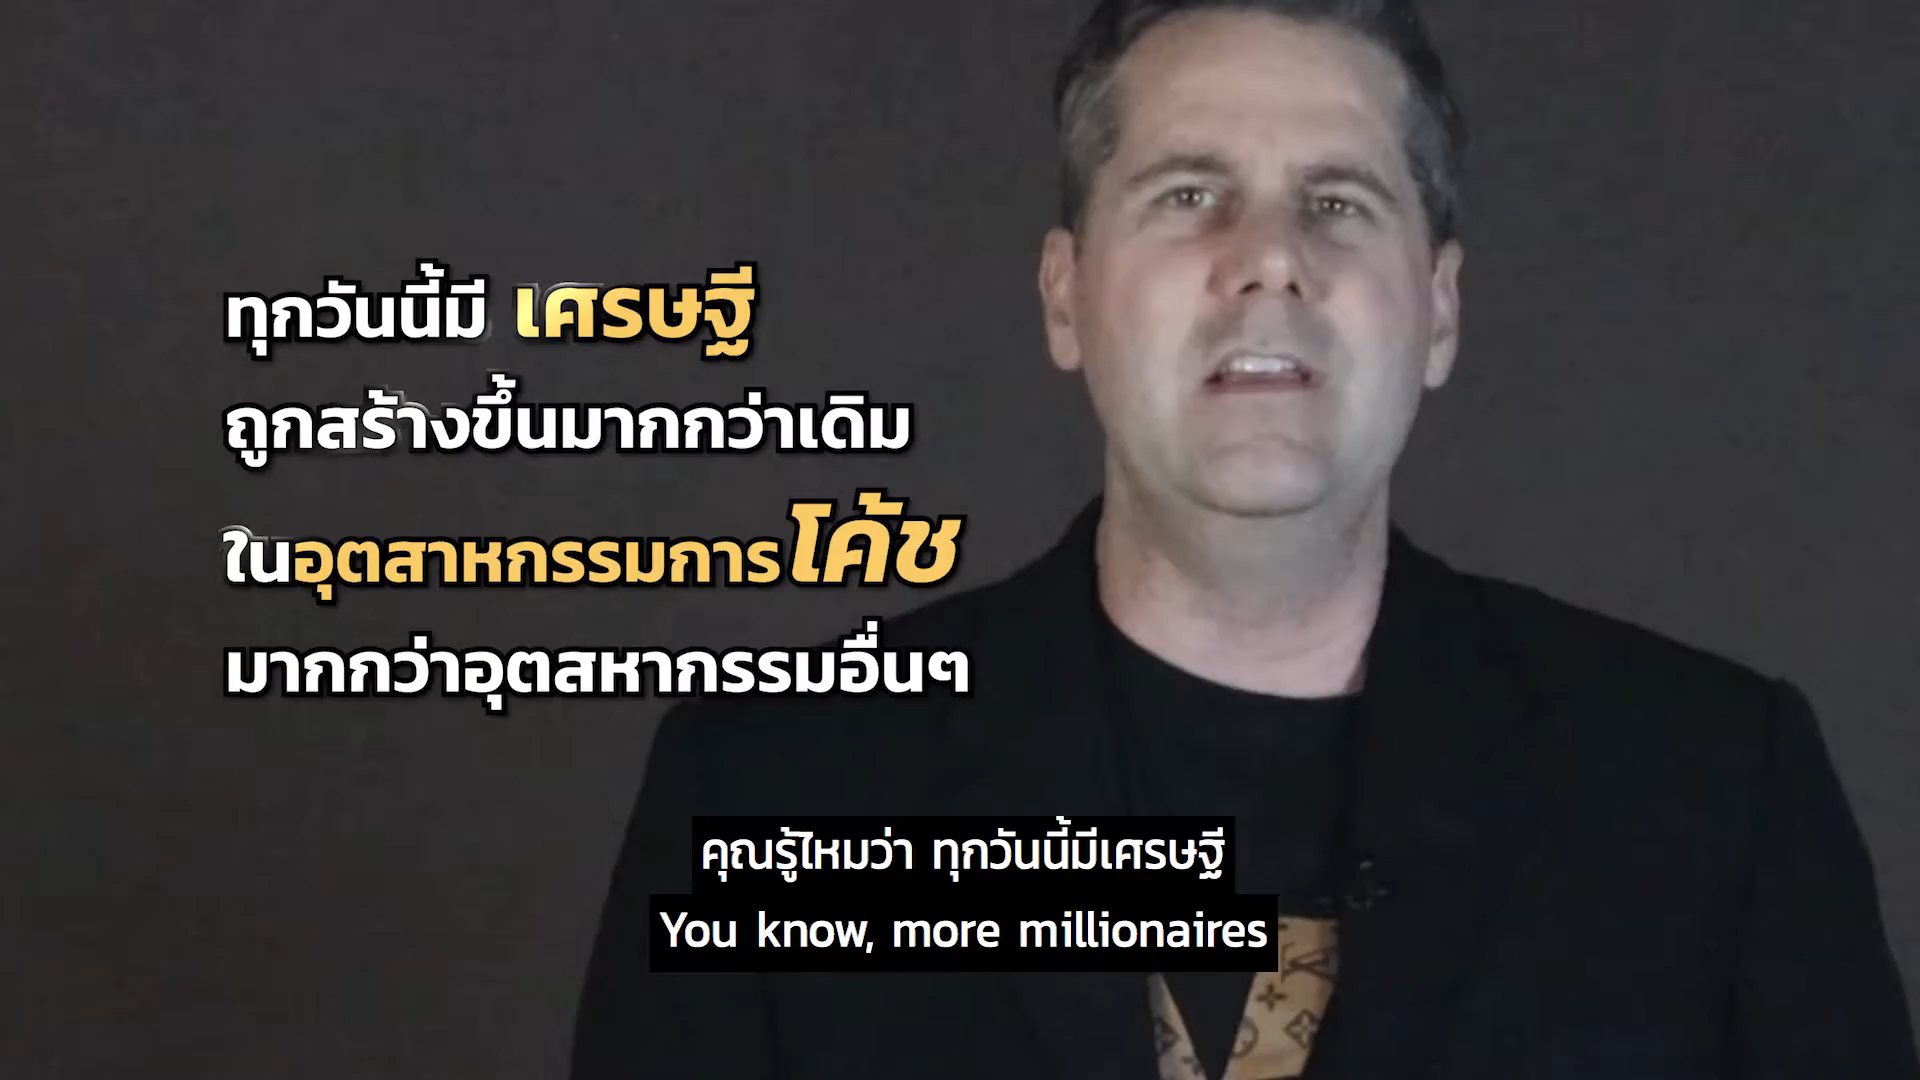 ทุกวันนี้มี เศรษฐี
ถูกสร้างขึ้นมากกว่าเดิม
ในอุตสาหกรรมการโค้ช
มากกว่าอุตสหากรรมอื่นๆ
คุณรู้ไหมว่า ทุกวันนี้มีเศรษฐี
You know, more millionaires